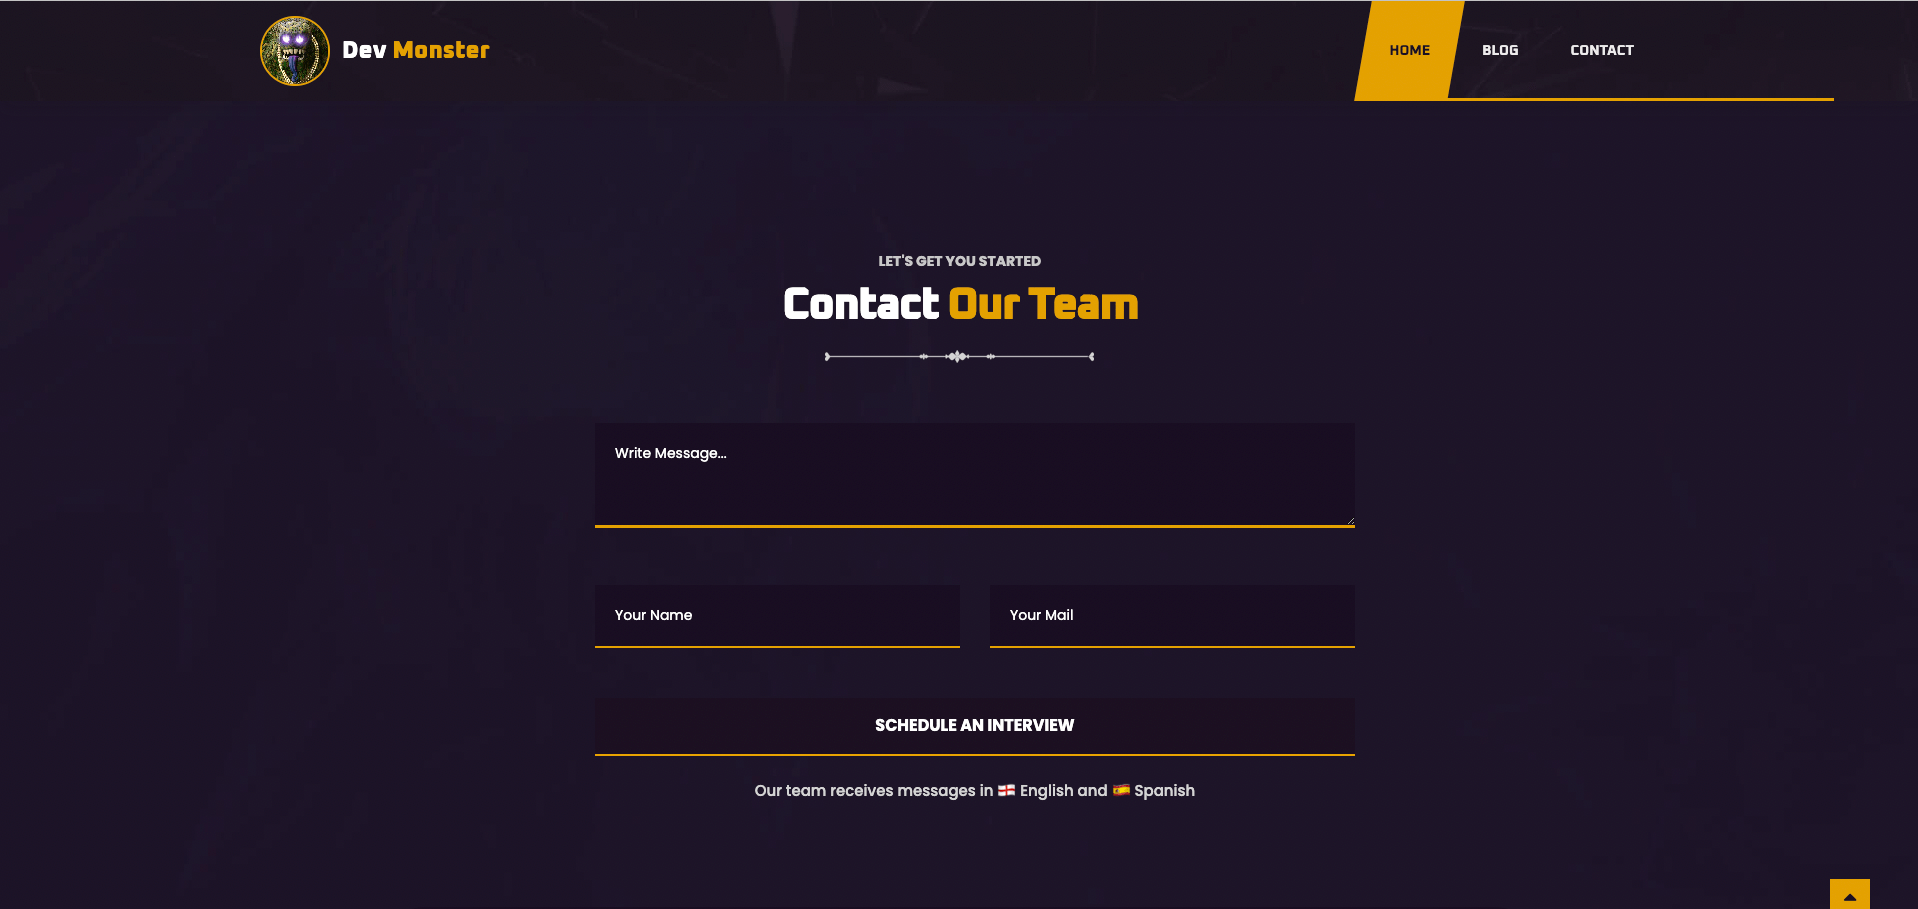 Dev Monster
HOME
BLOG
CONTACT
LET'S GET YOU STARTED
Contact Our Team
Write Message...
Your Name
Your Mail
SCHEDULE AN INTERVIEW
Our team receives messages in 🏴󠁧󠁢󠁥󠁮󠁧󠁿 English and 🇪🇸 Spanish